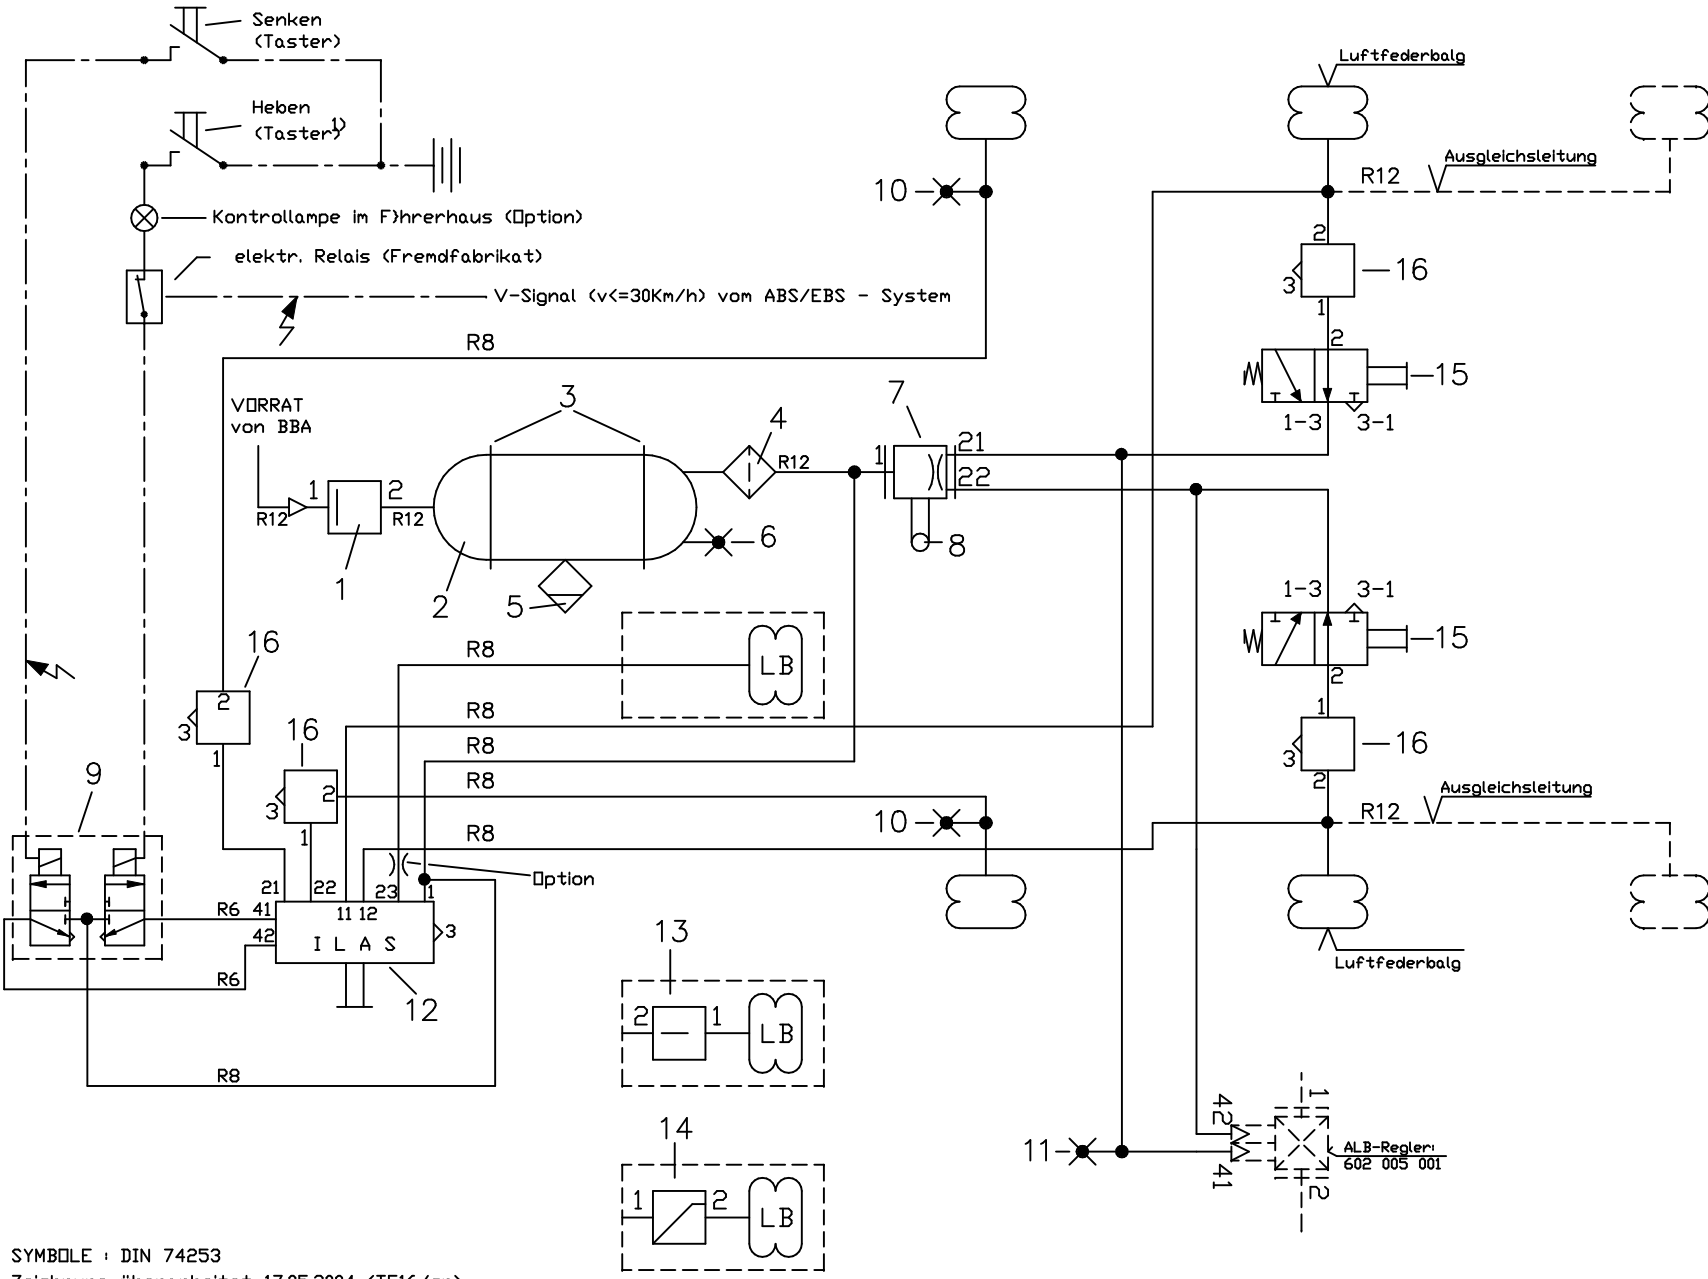 Senken
(Taster)
Heben
(Taster) 1)
Kontrollampe im F}hrerhaus (Option)
elektr. Relais (Fremdfabrikat)
V-Signal (v<=30Km/h) vom ABS/EBS - System
R8
VORRAT
von BBA
R12
1
2
R12
1
2
3
4
R12
5
6
7
1
21
22
8
10
Luftfederbalg
R12
Ausgleichsleitung
2
3
16
1
2
15
1-3
3-1
1-3
3-1
15
2
1
16
3
2
Ausgleichsleitung
R12
Luftfederbalg
10
R8
LB
R8
R8
R8
R8
16
2
3
1
16
2
3
1
9
Option
21
22
23
1
R6
41
11 12
42
ILAS
3
R6
12
R8
13
2
1
LB
14
1
2
LB
11
42
41
1
2
ALB-Regler:
602 005 001
SYMBOLE : DIN 74253